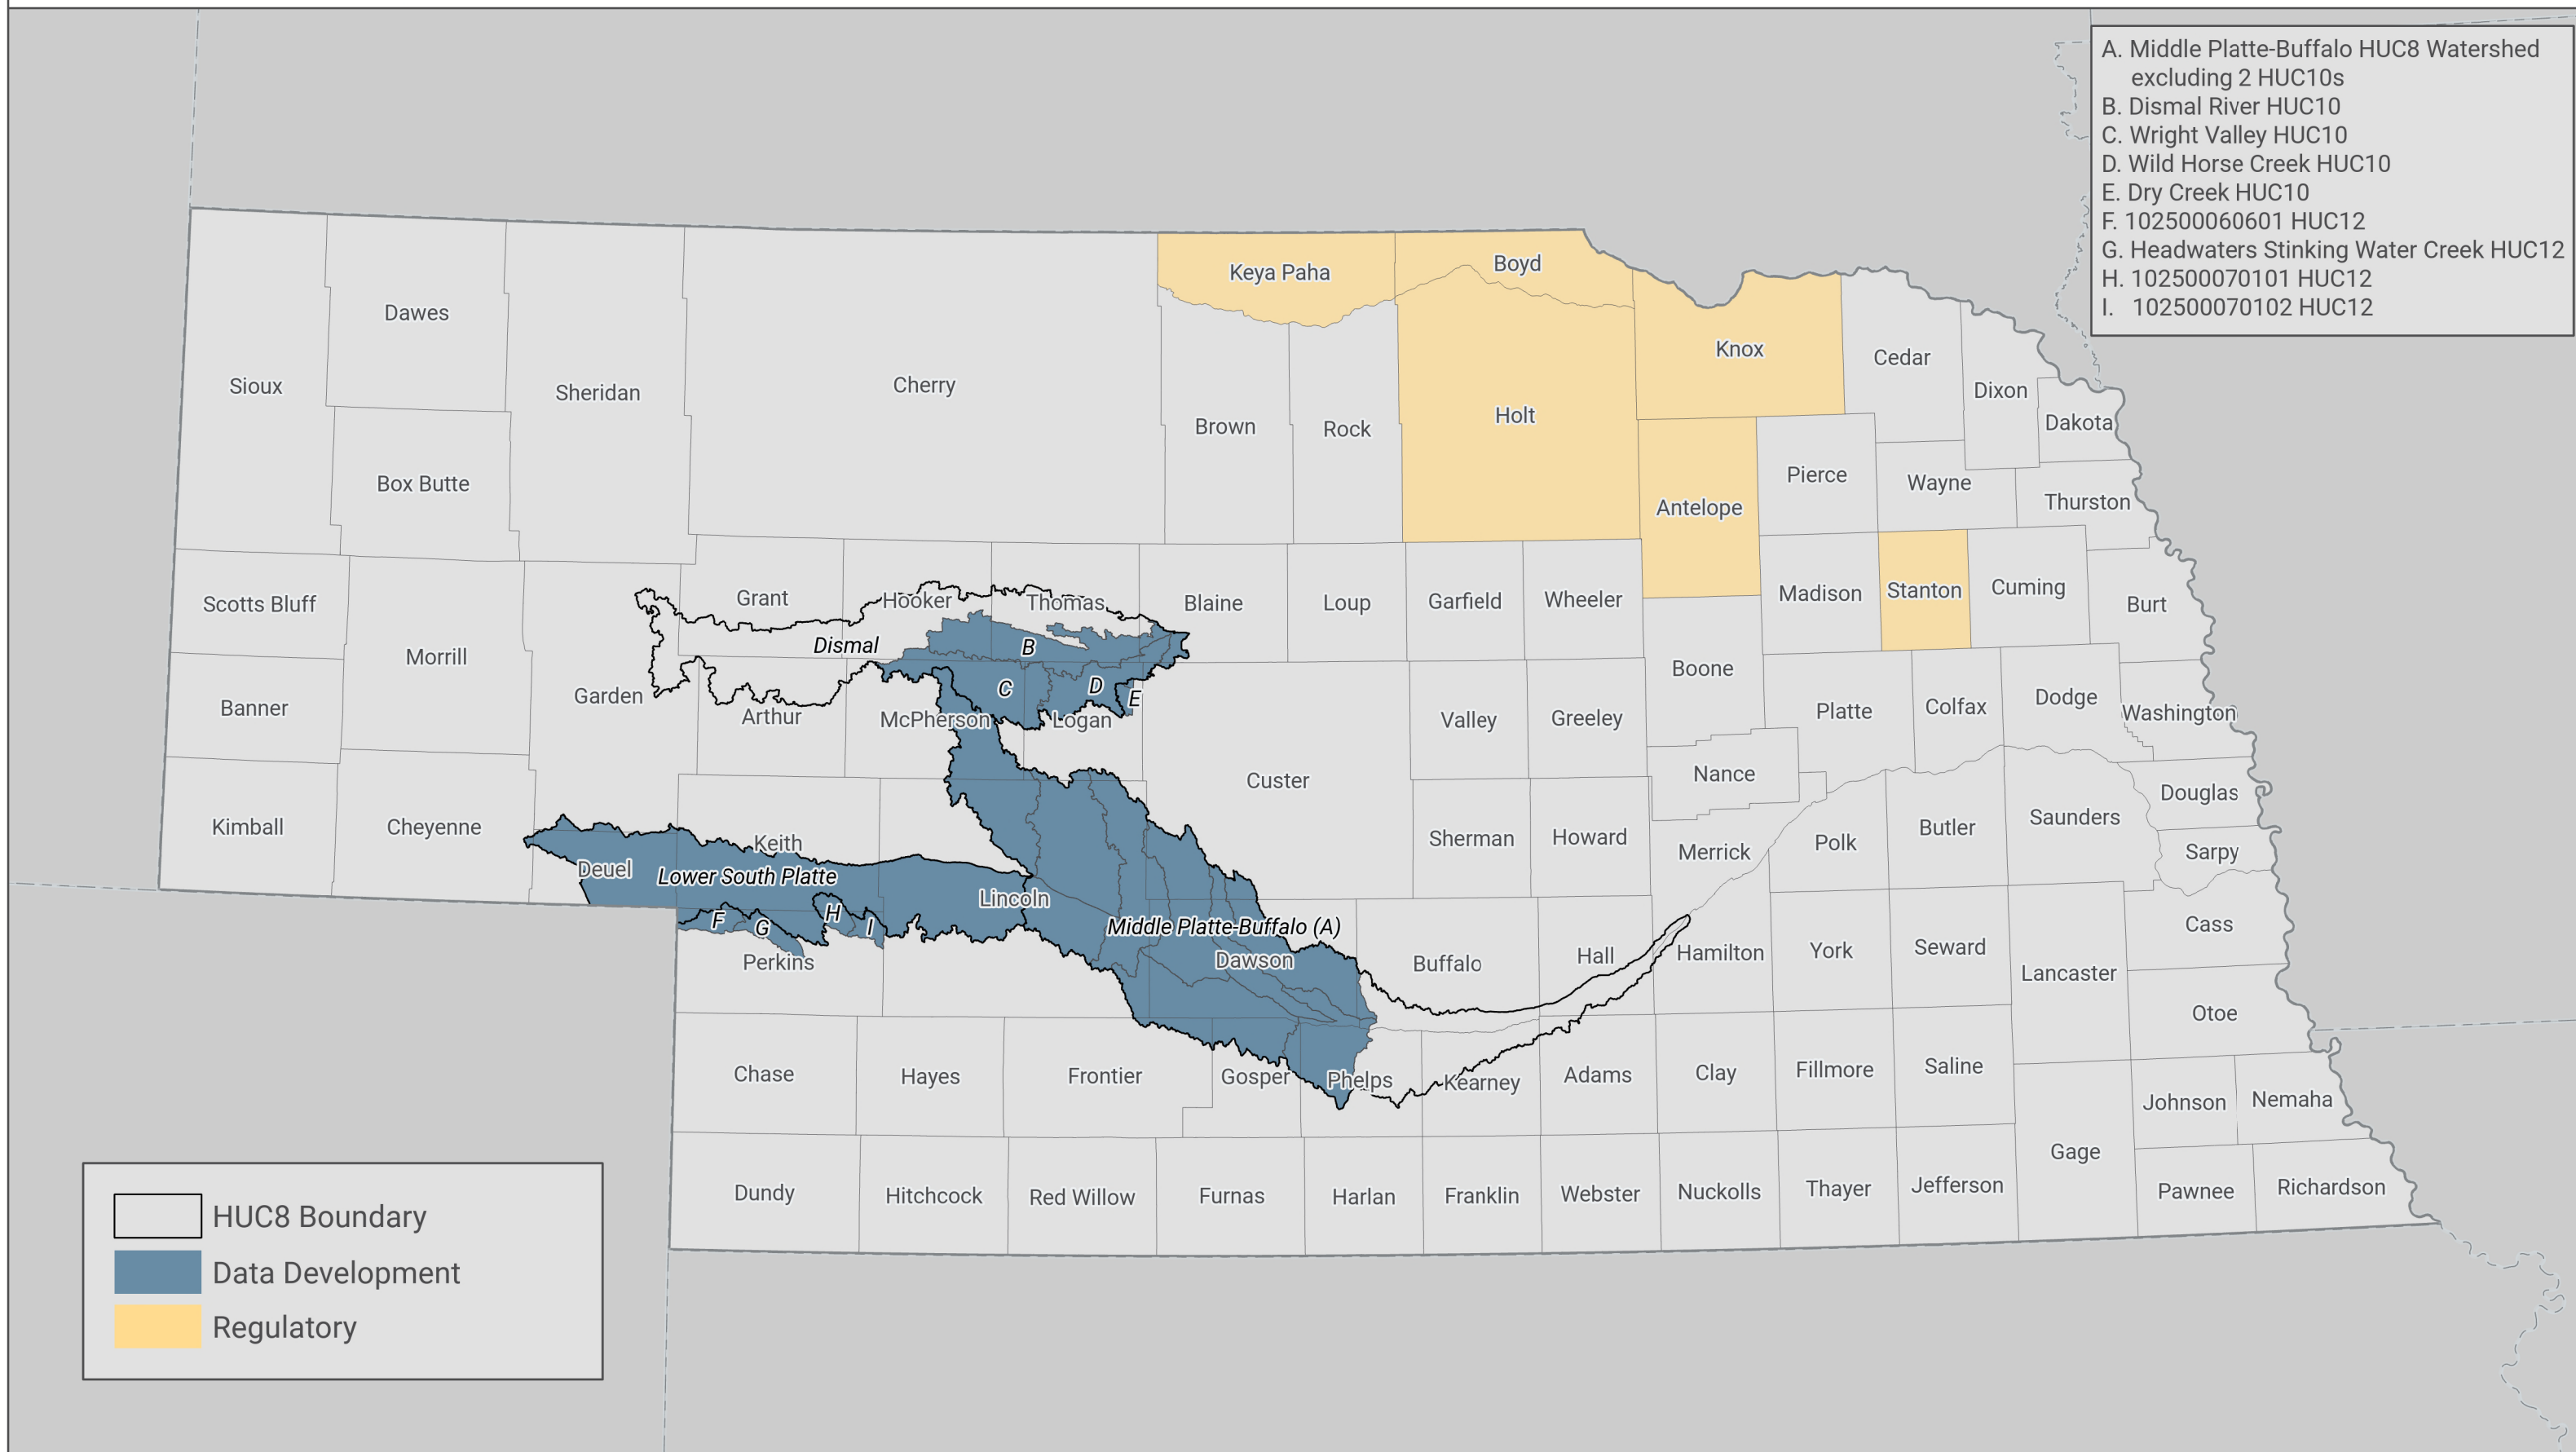 A. Middle Platte-Buffalo HUC8 Watershed
excluding 2 HUC10s
B. Dismal River HUC10
C. Wright Valley HUC10
D. Wild Horse Creek HUC10
E. Dry Creek HUC10
F. 102500060601 HUC12
G. Headwaters Stinking Water Creek HUC12
H. 102500070101 HUC12
I. 102500070102 HUC12
Keya Paha
Boyd
Dawes
Knox
Sioux
Sheridan
Cherry
Cedar
Dixon
Brown
Rock
Holt
Dakota
Box Butte
Antelope
Pierce
Wayne
Thurston
Scotts Bluff
Grant
Hooker
Thomas
Blaine
Loup
Garfield
Wheeler
Madison
Stanton
Cuming
Burt
Morrill
Dismal
B
Boone
Banner
Garden
Arthur
McPherson
C
D
E
Logan
Valley
Greeley
Platte
Colfax
Dodge
Washington
Custer
Nance
Douglas
Kimball
Cheyenne
Keith
Sherman
Howard
Merrick
Polk
Butler
Saunders
Sarpy
Deuel
Lower South Platte
Lincoln
F
G
H
I
Middle Platte-Buffalo (A)
Cass
Perkins
Dawson
Buffalo
Hall
Hamilton
York
Seward
Lancaster
Otoe
Chase
Hayes
Frontier
Gosper
Phelps
Kearney
Adams
Clay
Fillmore
Saline
Johnson
Nemaha
Dundy
Hitchcock
Red Willow
Furnas
Harlan
Franklin
Webster
Nuckolls
Thayer
Jefferson
Gage
Pawnee
Richardson
HUC8 Boundary
Data Development
Regulatory